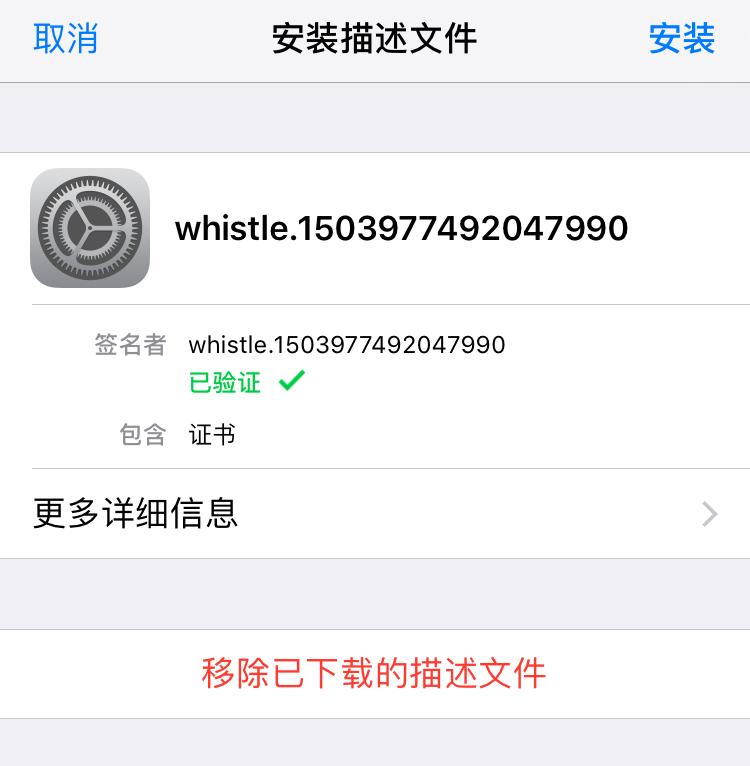 取消 安装描述文件 安装
whistle.1503977492047990
签名者 whistle.1503977492047990
已验证
包含 证书
更多详细信息
移除已下载的描述文件